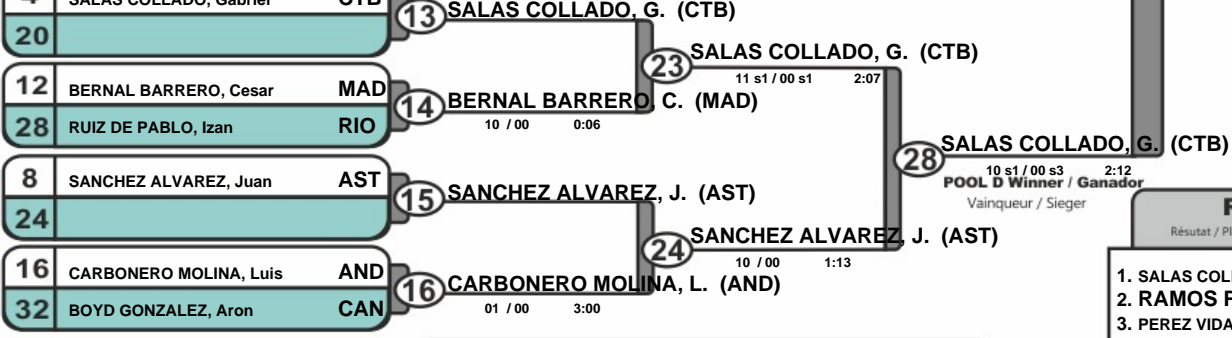 4 SALAS COLLADO, Gabriel CTB
20
13 SALAS COLLADO, G. (CTB)
23 SALAS COLLADO, G. (CTB)
11 s1 / 00 s1 2:07
12 BERNAL BARRERO, Cesar MAD
28 RUIZ DE PABLO, Izan RIO
14 BERNAL BARRERO, C. (MAD)
10 / 00 0:06
28 SALAS COLLADO, G. (CTB)
10 s1 / 00 s3 2:12
POOL D Winner / Ganador
Vainqueur / Sieger
8 SANCHEZ ALVAREZ, Juan AST
24
15 SANCHEZ ALVAREZ, J. (AST)
24 SANCHEZ ALVAREZ, J. (AST)
10 / 00 1:13
16 CARBONERO MOLINA, Luis AND
32 BOYD GONZALEZ, Aron CAN
16 CARBONERO MOLINA, L. (AND)
01 / 00 3:00
Résutat / Pl
1. SALAS COLL
2. RAMOS P
3. PEREZ VIDA